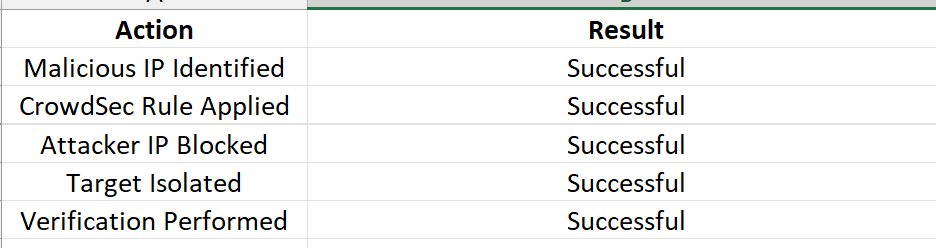 Action Result
Malicious IP Identified Successful
CrowdSec Rule Applied Successful
Attacker IP Blocked Successful
Target Isolated Successful
Verification Performed Successful